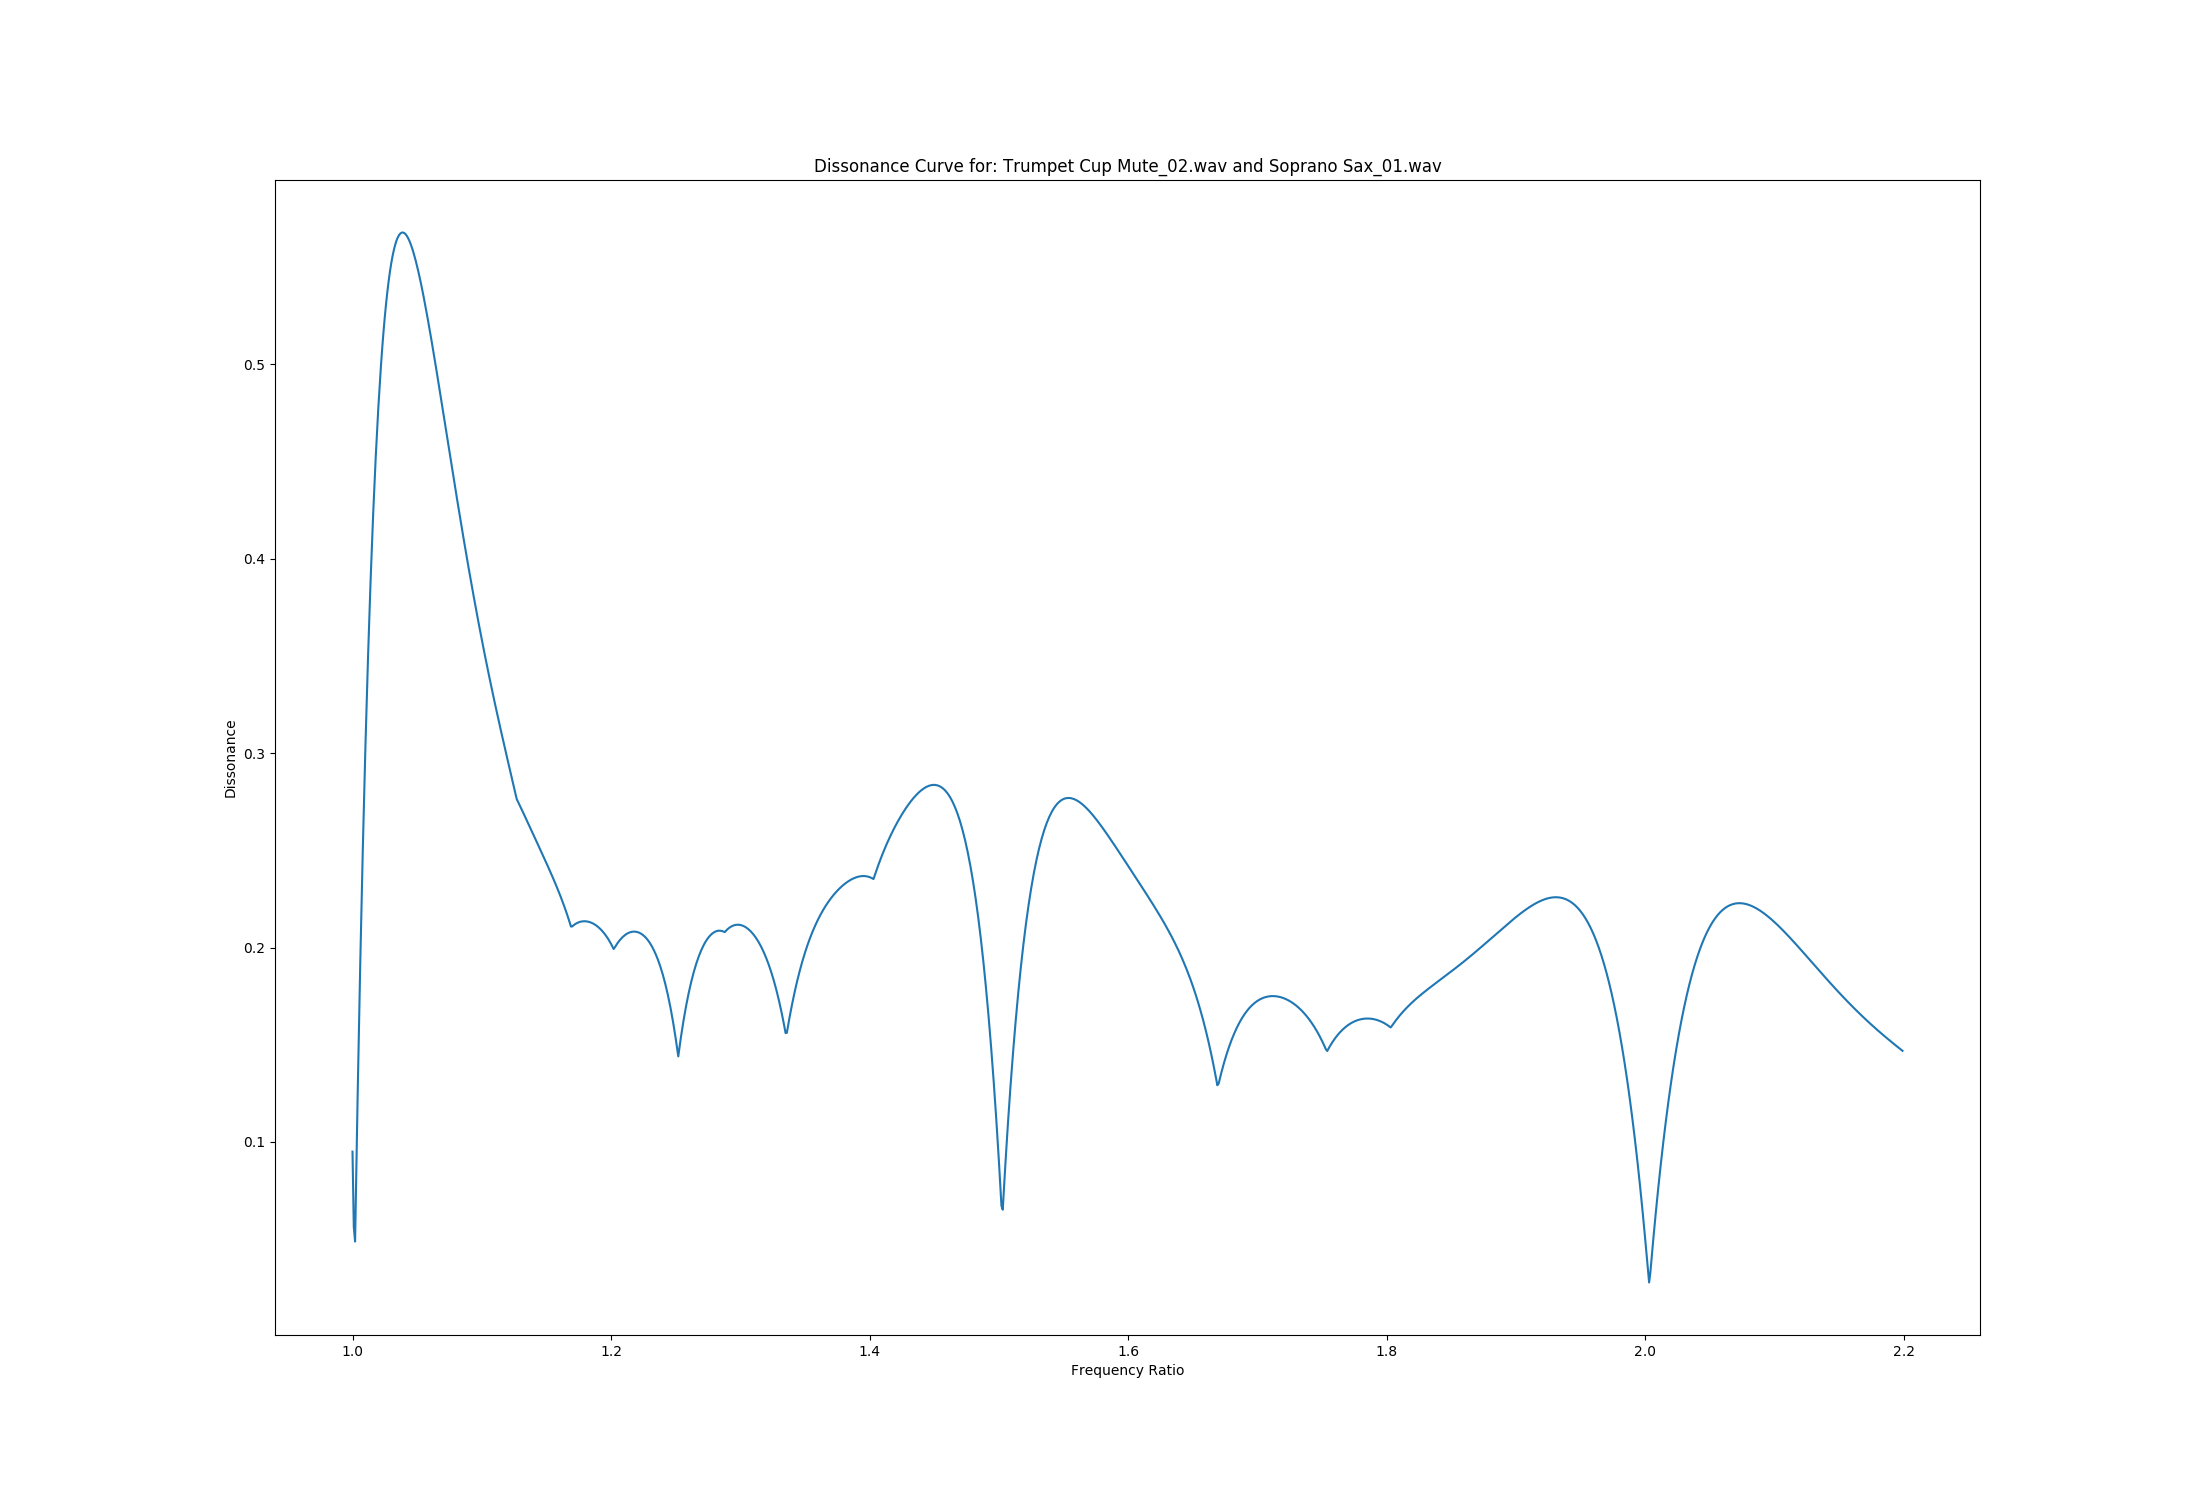 Dissonance Curve for: Trumpet Cup Mute_02.wav and Soprano Sax_01.wav
Dissonance
0.5
0.4
0.3
0.2
0.1
1.0 1.2 1.4 1.6 1.8 2.0 2.2
Frequency Ratio